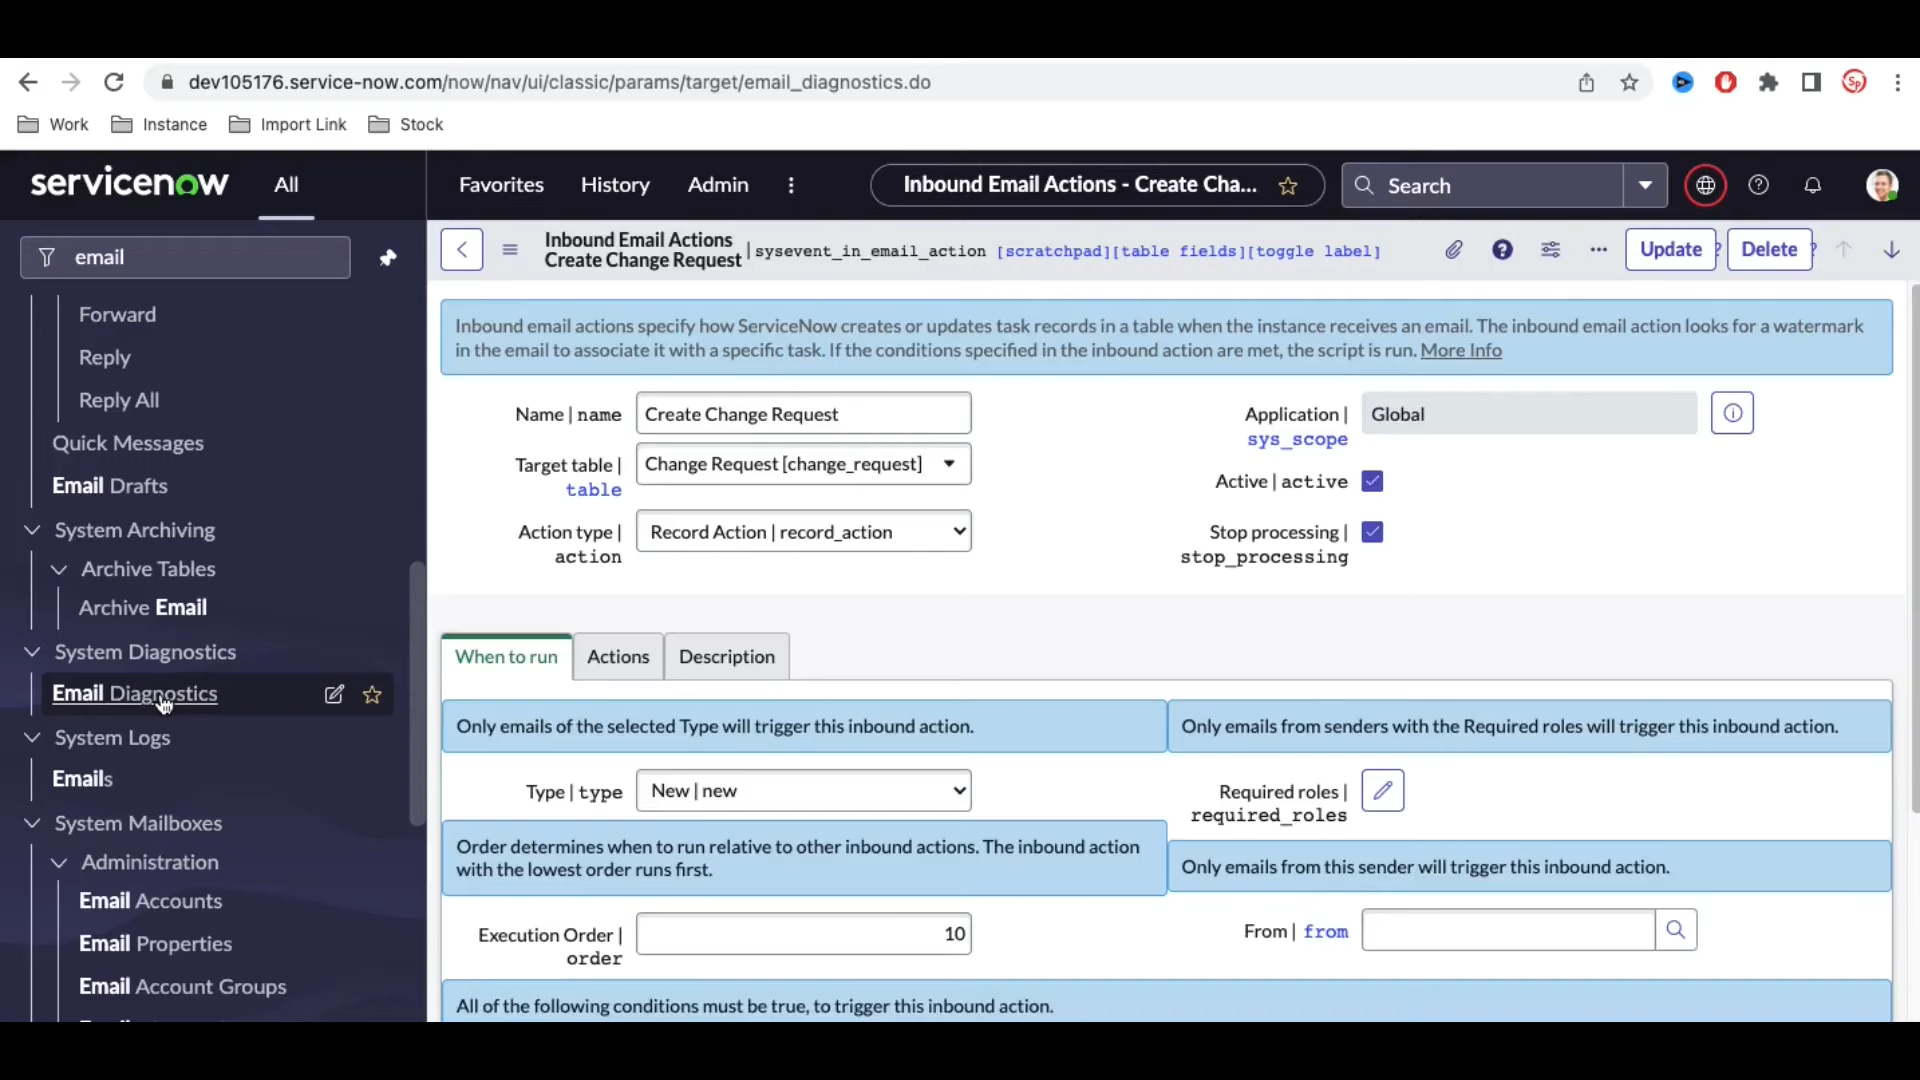 dev105176.service-now.com/now/nav/ui/classic/params/target/email_diagnostics.do
Sp
Work
Instance
Import Link
Stock
servicenow
All
Favorites
History
Admin
Inbound Email Actions - Create Cha...
Search
email
Forward
Reply
Reply All
Quick Messages
Email Drafts
System Archiving
Archive Tables
Archive Email
System Diagnostics
Email Diagnostics
System Logs
Emails
System Mailboxes
Administration
Email Accounts
Email Properties
Email Account Groups
Inbound Email Actions
Create Change Request
|sysevent_in_email_action [scratchpad][table fields][toggle label]
Update
?
Delete
?
Inbound email actions specify how ServiceNow creates or updates task records in a table when the instance receives an email. The inbound email action looks for a watermark
in the email to associate it with a specific task. If the conditions specified in the inbound action are met, the script is run. More Info
Name | name
Create Change Request
Target table |
table
Change Request [change_request]
Action type |
action
Record Action | record_action
Application |
sys_scope
Global
Active | active
Stop processing |
stop_processing
When to run
Actions
Description
Only emails of the selected Type will trigger this inbound action.
Only emails from senders with the Required roles will trigger this inbound action.
Type | type
New | new
Required roles |
required_roles
Order determines when to run relative to other inbound actions. The inbound action
with the lowest order runs first.
Only emails from this sender will trigger this inbound action.
Execution Order |
order
10
From | from
All of the following conditions must be true, to trigger this inbound action.